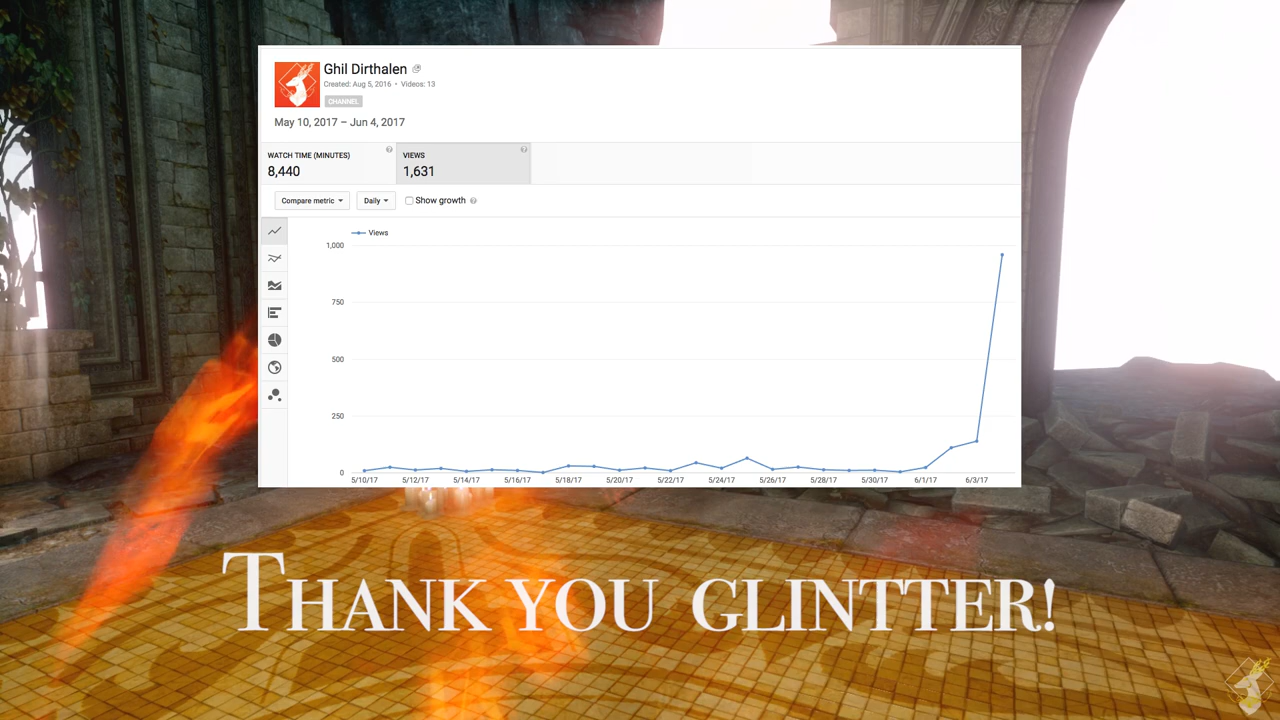 Ghil Dirthalen
Created: Aug 5, 2016 • Videos: 13
CHANNEL
May 10, 2017 – Jun 4, 2017
WATCH TIME (MINUTES)
8,440
VIEWS
1,631
Compare metric
Daily
Show growth
Views
1,000
750
500
250
0
5/10/17 5/12/17 5/14/17 5/16/17 5/18/17 5/20/17 5/22/17 5/24/17 5/26/17 5/28/17 5/30/17 6/1/17 6/3/17
THANK YOU GLINTTER!